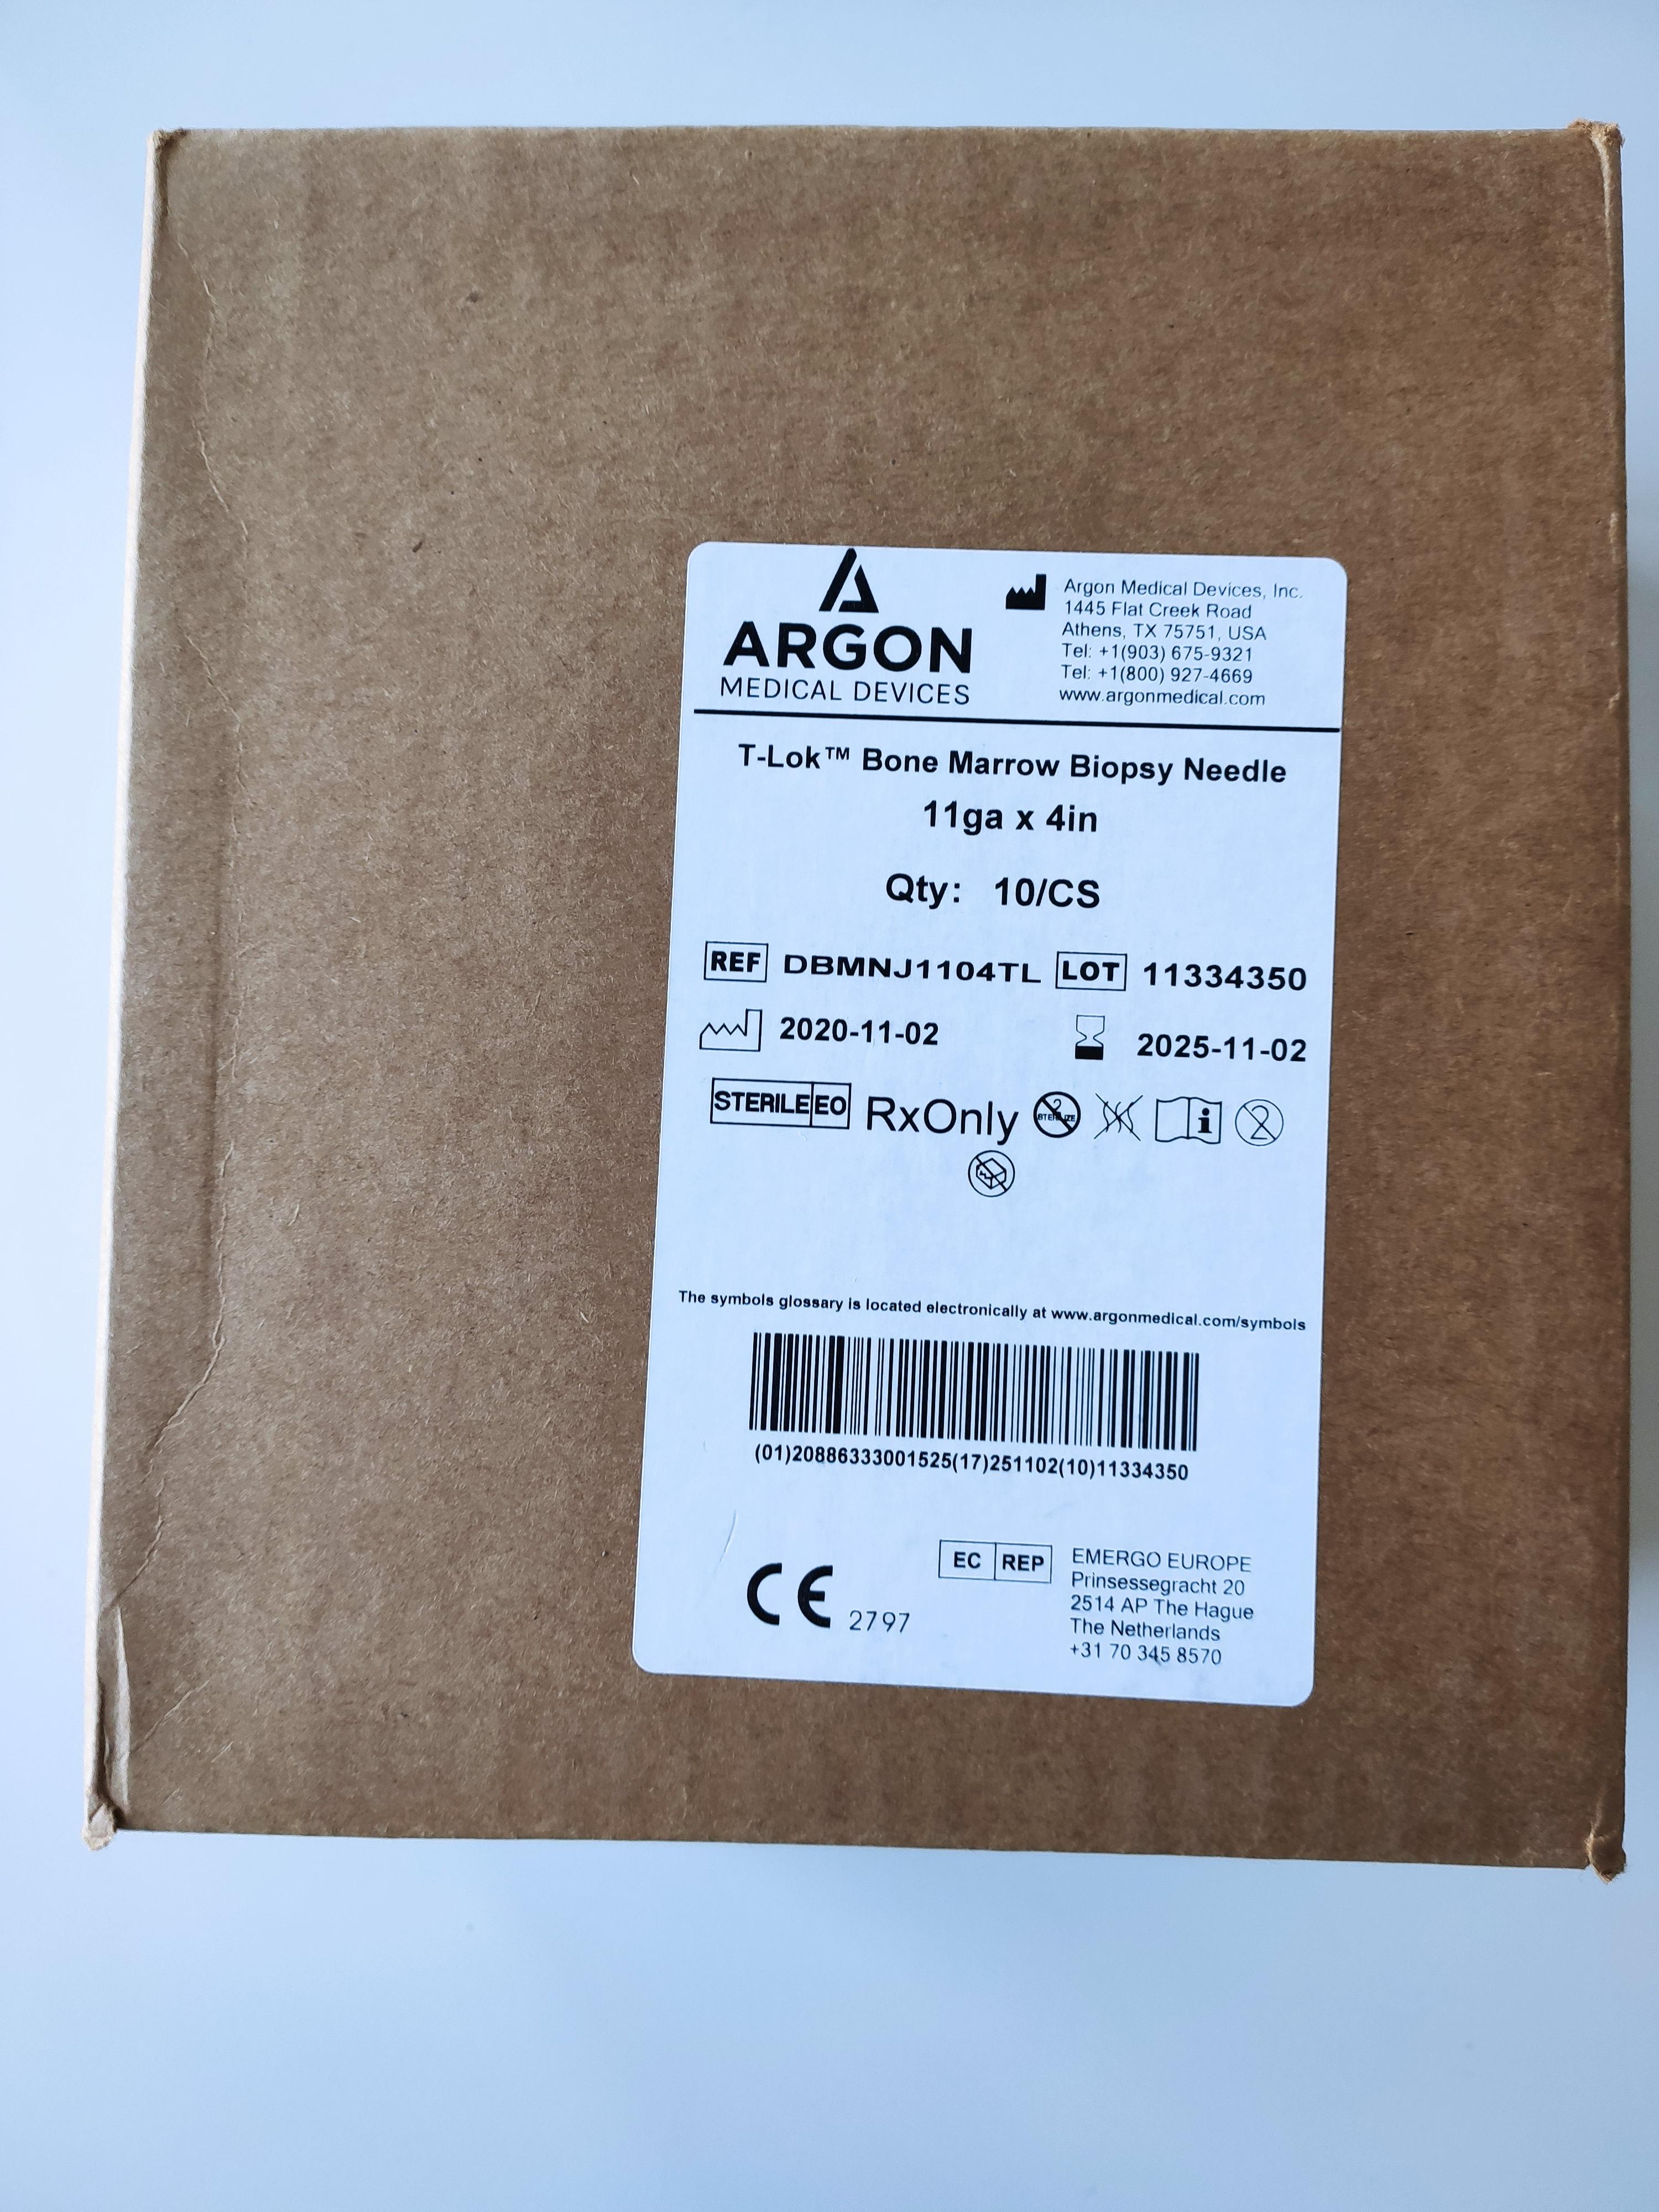 ARGON
MEDICAL DEVICES
Argon Medical Devices, Inc.
1445 Flat Creek Road
Athens, TX 75751, USA
Tel: +1(903) 675-9321
Tel: +1(800) 927-4669
www.argonmedical.com
T-Lok™ Bone Marrow Biopsy Needle
11ga x 4in
Qty: 10/CS
REF DBMNJ1104TL LOT 11334350
2020-11-02 2025-11-02
STERILE EO RxOnly 2 STERILIZE i 2
The symbols glossary is located electronically at www.argonmedical.com/symbols
(01)20886333001525(17)251102(10)11334350
CE 2797
EC REP
EMERGO EUROPE
Prinsessegracht 20
2514 AP The Hague
The Netherlands
+31 70 345 8570